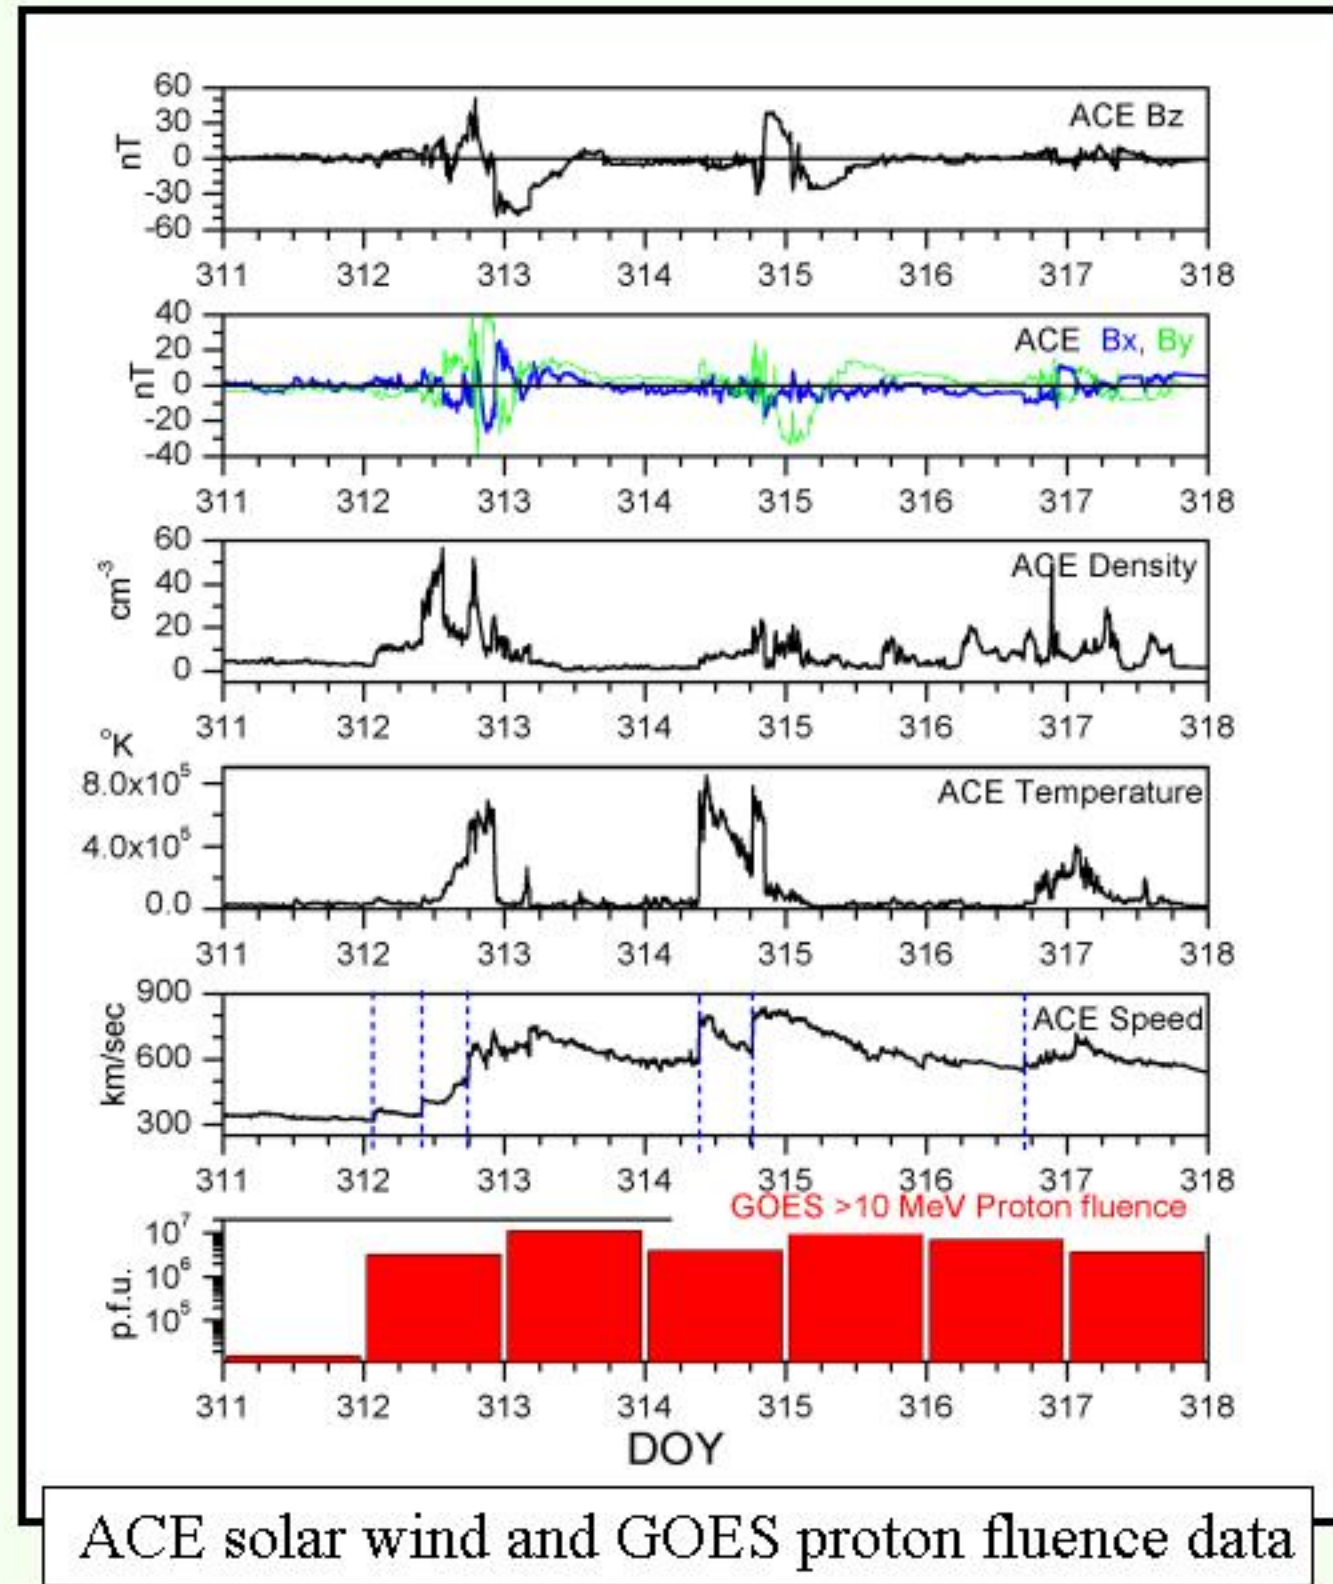 60
30
0
-30
-60
nT
ACE Bz
311 312 313 314 315 316 317 318
40
20
0
-20
-40
nT
ACE Bx, By
311 312 313 314 315 316 317 318
60
40
20
0
cm-3
ACE Density
311 312 313 314 315 316 317 318
°K
8.0x10⁵
4.0x10⁵
0.0
ACE Temperature
311 312 313 314 315 316 317 318
900
600
300
km/sec
ACE Speed
311 312 313 314 315 316 317 318
GOES >10 MeV Proton fluence
10⁷
10⁶
10⁵
p.f.u.
311 312 313 314 315 316 317 318
DOY
ACE solar wind and GOES proton fluence data